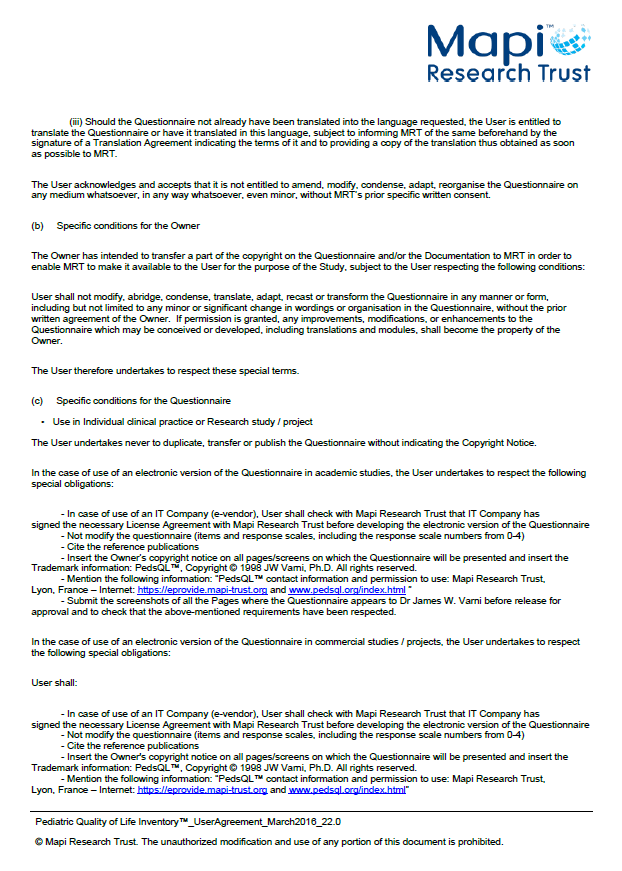 Mapi™
Research Trust
(iii) Should the Questionnaire not already have been translated into the language requested, the User is entitled to
translate the Questionnaire or have it translated in this language, subject to informing MRT of the same beforehand by the
signature of a Translation Agreement indicating the terms of it and to providing a copy of the translation thus obtained as soon
as possible to MRT.
The User acknowledges and accepts that it is not entitled to amend, modify, condense, adapt, reorganise the Questionnaire on
any medium whatsoever, in any way whatsoever, even minor, without MRT's prior specific written consent.
(b) Specific conditions for the Owner
The Owner has intended to transfer a part of the copyright on the Questionnaire and/or the Documentation to MRT in order to
enable MRT to make it available to the User for the purpose of the Study, subject to the User respecting the following conditions:
User shall not modify, abridge, condense, translate, adapt, recast or transform the Questionnaire in any manner or form,
including but not limited to any minor or significant change in wordings or organisation in the Questionnaire, without the prior
written agreement of the Owner. If permission is granted, any improvements, modifications, or enhancements to the
Questionnaire which may be conceived or developed, including translations and modules, shall become the property of the
Owner.
The User therefore undertakes to respect these special terms.
(c) Specific conditions for the Questionnaire
• Use in Individual clinical practice or Research study / project
The User undertakes never to duplicate, transfer or publish the Questionnaire without indicating the Copyright Notice.
In the case of use of an electronic version of the Questionnaire in academic studies, the User undertakes to respect the following
special obligations:
- In case of use of an IT Company (e-vendor), User shall check with Mapi Research Trust that IT Company has
signed the necessary License Agreement with Mapi Research Trust before developing the electronic version of the Questionnaire
- Not modify the questionnaire (items and response scales, including the response scale numbers from 0-4)
- Cite the reference publications
- Insert the Owner's copyright notice on all pages/screens on which the Questionnaire will be presented and insert the
Trademark information: PedsQL™, Copyright © 1998 JW Varni, Ph.D. All rights reserved.
- Mention the following information: "PedsQL™ contact information and permission to use: Mapi Research Trust,
Lyon, France – Internet: https://eprovide.mapi-trust.org and www.pedsql.org/index.html "
- Submit the screenshots of all the Pages where the Questionnaire appears to Dr James W. Varni before release for
approval and to check that the above-mentioned requirements have been respected.
In the case of use of an electronic version of the Questionnaire in commercial studies / projects, the User undertakes to respect
the following special obligations:
User shall:
- In case of use of an IT Company (e-vendor), User shall check with Mapi Research Trust that IT Company has
signed the necessary License Agreement with Mapi Research Trust before developing the electronic version of the Questionnaire
- Not modify the questionnaire (items and response scales, including the response scale numbers from 0-4)
- Cite the reference publications
- Insert the Owner's copyright notice on all pages/screens on which the Questionnaire will be presented and insert the
Trademark information: PedsQL™, Copyright © 1998 JW Varni, Ph.D. All rights reserved.
- Mention the following information: "PedsQL™ contact information and permission to use: Mapi Research Trust,
Lyon, France – Internet: https://eprovide.mapi-trust.org and www.pedsql.org/index.html"
Pediatric Quality of Life Inventory™_UserAgreement_March2016_22.0
© Mapi Research Trust. The unauthorized modification and use of any portion of this document is prohibited.